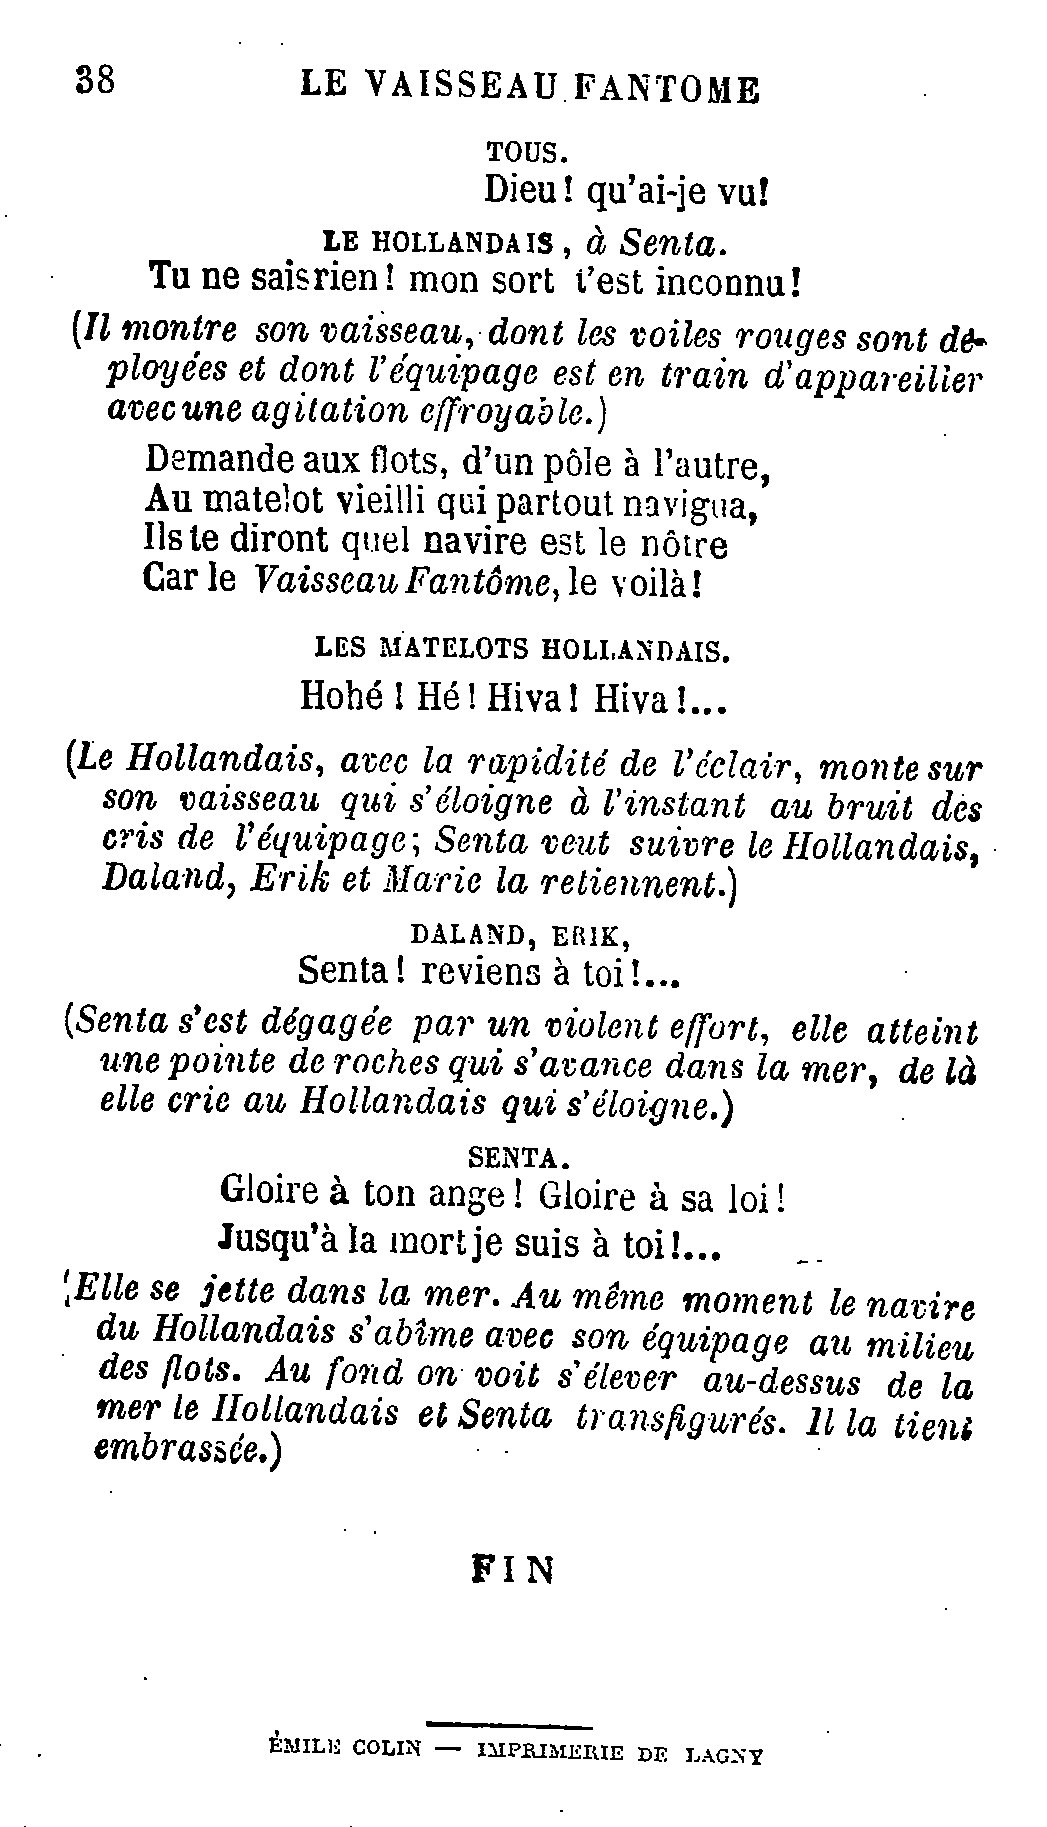 38 LE VAISSEAU FANTOME
TOUS.
Dieu! qu'ai-je vu!
LE HOLLANDAIS, à Senta.
Tu ne sais rien! mon sort t'est inconnu!
(Il montre son vaisseau, dont les voiles rouges sont dé-
ployées et dont l'équipage est en train d'appareiller
avec une agitation effroyable.)
Demande aux flots, d'un pôle à l'autre,
Au matelot vieilli qui partout navigua,
Ils te diront quel navire est le nôtre
Car le Vaisseau Fantôme, le voilà!
LES MATELOTS HOLLANDAIS.
Hohé! Hé! Hiva! Hiva!...
(Le Hollandais, avec la rapidité de l'éclair, monte sur
son vaisseau qui s'éloigne à l'instant au bruit des
cris de l'équipage; Senta veut suivre le Hollandais,
Daland, Erik et Marie la retiennent.)
DALAND, ERIK,
Senta! reviens à toi!...
(Senta s'est dégagée par un violent effort, elle atteint
une pointe de roches qui s'avance dans la mer, de là
elle crie au Hollandais qui s'éloigne.)
SENTA.
Gloire à ton ange! Gloire à sa loi!
Jusqu'à la mort je suis à toi!...
(Elle se jette dans la mer. Au même moment le navire
du Hollandais s'abîme avec son équipage au milieu
des flots. Au fond on voit s'élever au-dessus de la
mer le Hollandais et Senta transfigurés. Il la tient
embrassée.)
FIN
ÉMILE COLIN — IMPRIMERIE DE LAGNY